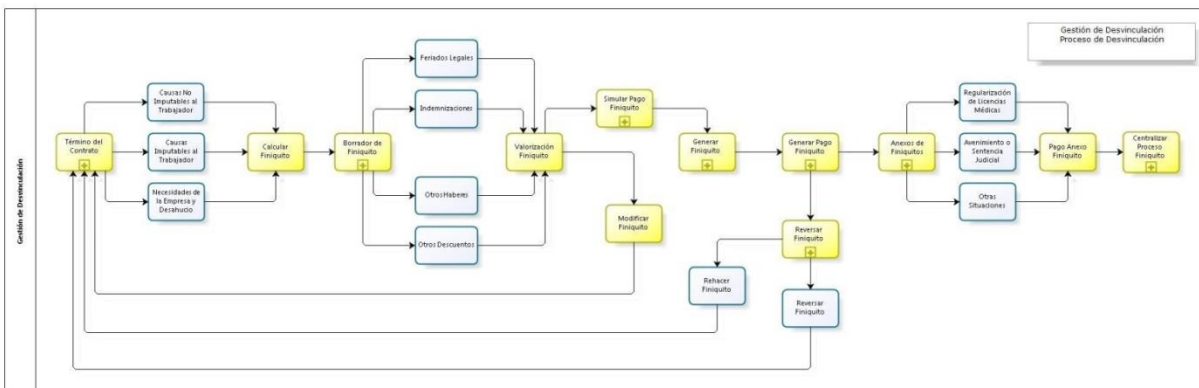 Gestión de Desvinculación
Proceso de Desvinculación
Gestión de Desvinculación
Término del
Contrato
Causas No
Imputables al
Trabajador
Causas
Imputables al
Trabajador
Necesidades de
la Empresa y
Desahucio
Calcular
Finiquito
Borrador de
Finiquito
Feriados Legales
Indemnizaciones
Otros Haberes
Otros Descuentos
Valorización
Finiquito
Simular Pago
Finiquito
Modificar
Finiquito
Generar
Finiquito
Generar Pago
Finiquito
Reversar
Finiquito
Rehacer
Finiquito
Reversar
Finiquito
Anexos de
Finiquitos
Regularización
de Licencias
Médicas
Avenimiento o
Sentencia
Judicial
Otras
Situaciones
Pago Anexo
Finiquito
Centralizar
Proceso
Finiquito